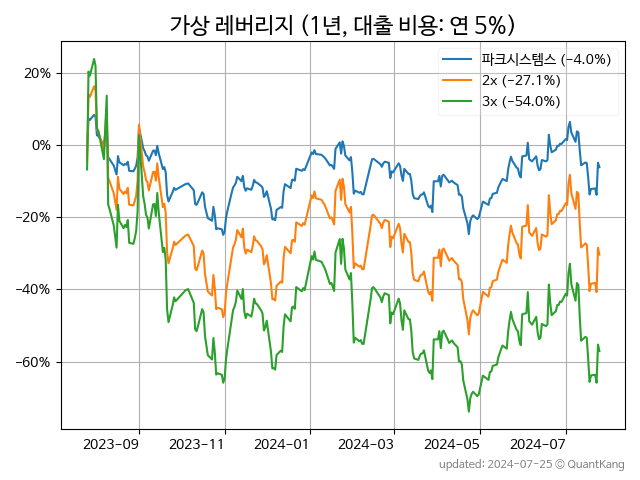 가상 레버리지 (1년, 대출 비용: 연 5%)
파크시스템스 (−4.0%)
2x (−27.1%)
3x (−54.0%)
20%
0%
−20%
−40%
−60%
2023-09
2023-11
2024-01
2024-03
2024-05
2024-07
updated: 2024-07-25 © QuantKang